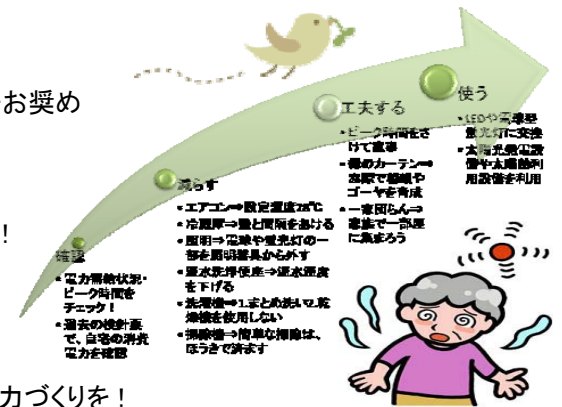 お奨め
!
力づくりを!
確認
・電力需給状況・
ピーク時間を
チェック!
・過去の検針票
で、自宅の消費
電力を確認
減らす
・エアコン⇒設定温度28℃
・冷蔵庫⇒壁と間隔をあける
・照明⇒電球や蛍光灯の一
部を照明器具から外す
・温水洗浄便座⇒温水温度
を下げる
・洗濯機⇒1.まとめ洗い2.乾
燥機を使用しない
・掃除機⇒簡単な掃除は、
ほうきで済ます
工夫する
・ピーク時間をさ
けて家事
・緑のカーテン⇒
窓際で朝顔や
ゴーヤを育成
・一家団らん⇒
家族で一部屋
に集まろう
使う
・LEDや電球型
蛍光灯に交換
・太陽光発電設
備や太陽熱利
用設備を利用